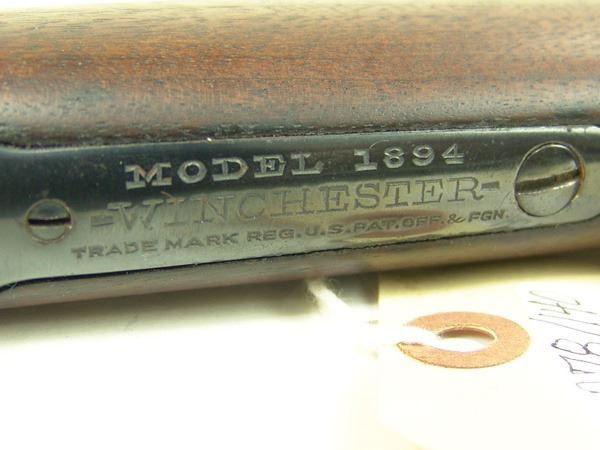 MODEL 1894
-WINCHESTER-
TRADE MARK REG. U.S. PAT. OFF. & FGN.